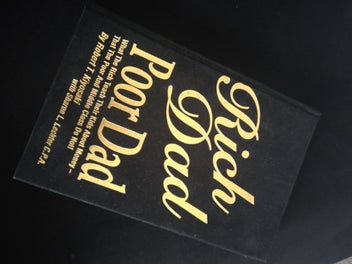 Rich
Dad
Poor Dad
What The Rich Teach Their Kids About Money –
That The Poor And Middle Class Do Not!
By Robert T. Kiyosaki
with Sharon L. Lechter C.P.A.